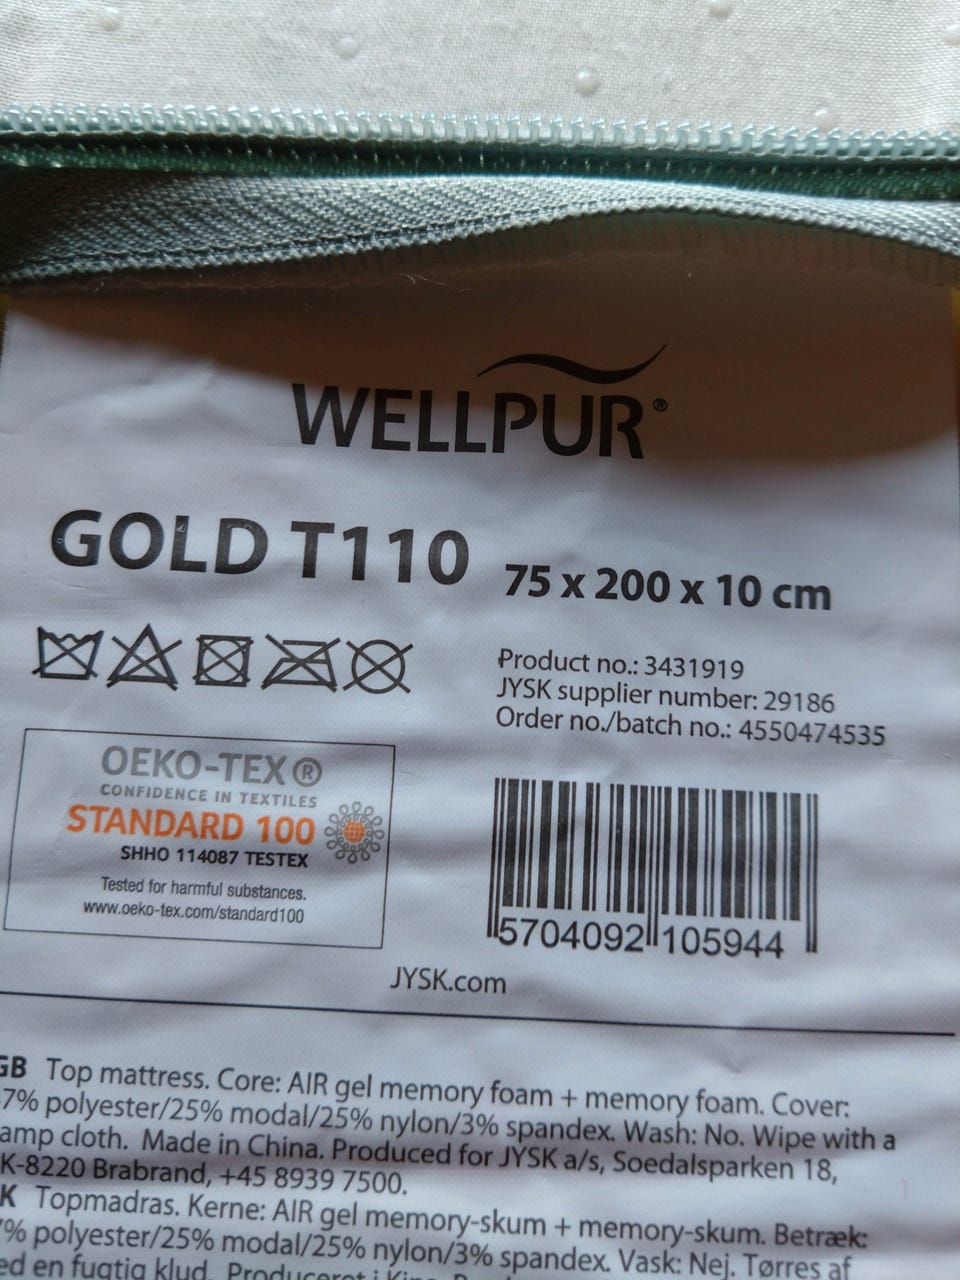 WELLPUR®
GOLD T110 75 x 200 x 10 cm
Product no.: 3431919
JYSK supplier number: 29186
Order no./batch no.: 4550474535
OEKO-TEX®
CONFIDENCE IN TEXTILES
STANDARD 100
SHHO 114087 TESTEX
Tested for harmful substances.
www.oeko-tex.com/standard100
5704092 105944
JYSK.com
GB Top mattress. Core: AIR gel memory foam + memory foam. Cover:
7% polyester/25% modal/25% nylon/3% spandex. Wash: No. Wipe with a
amp cloth. Made in China. Produced for JYSK a/s, Soedalsparken 18,
K-8220 Brabrand, +45 8939 7500.
K Topmadras. Kerne: AIR gel memory-skum + memory-skum. Betræk:
7% polyester/25% modal/25% nylon/3% spandex. Vask: Nej. Tørres af
ed en fugtig klud. Produceret i Kina.